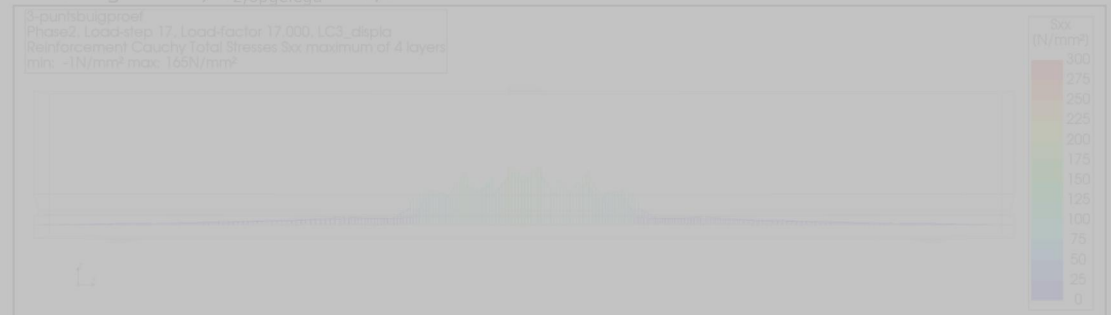 3-puntsbuigproef
Phase2, Load-step 17, Load-factor 17,000, LC3_displa
Reinforcement Cauchy Total Stresses Sxx maximum of 4 layers
min: -1N/mm² max: 165N/mm²
Sxx
(N/mm²)
300
275
250
225
200
175
150
125
100
75
50
25
0